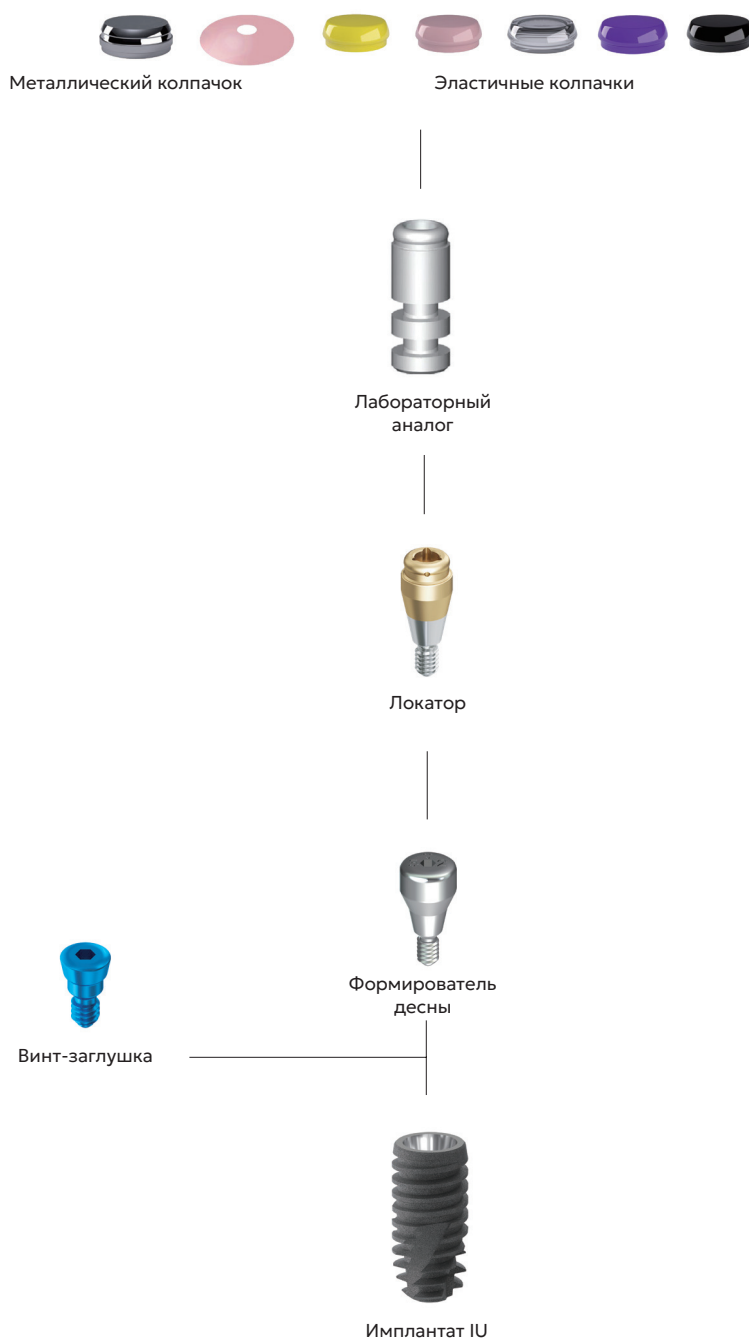 Металлический колпачок
Эластичные колпачки
Лабораторный
аналог
Локатор
Формирователь
десны
Винт-заглушка
Имплантат IU